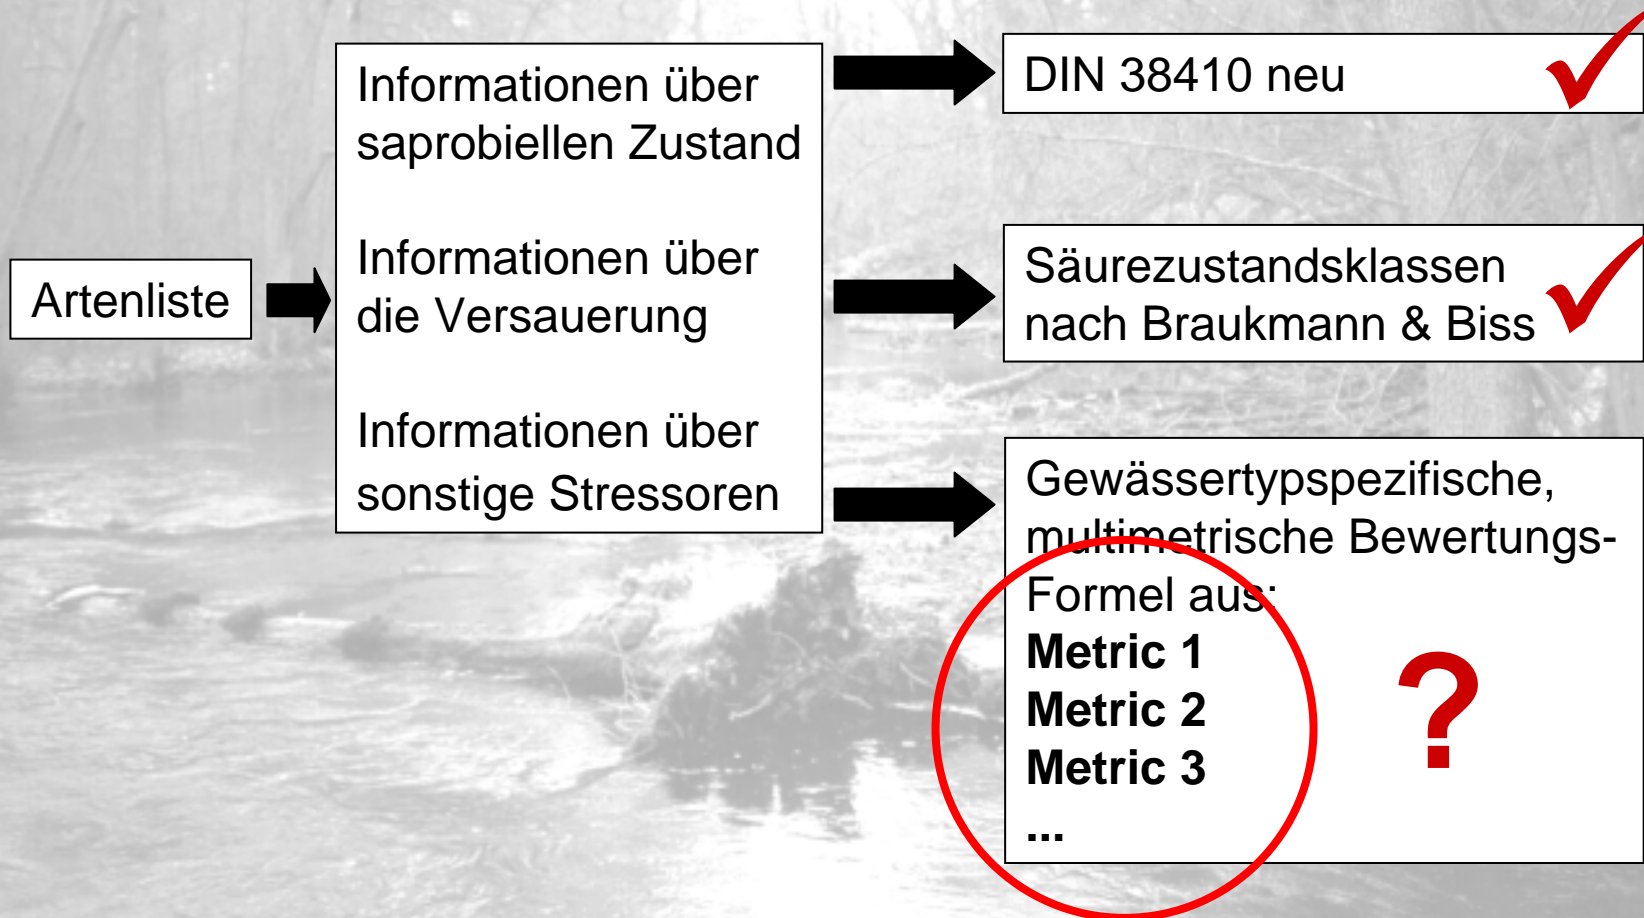 Artenliste
Informationen über
saprobiellen Zustand
Informationen über
die Versauerung
Informationen über
sonstige Stressoren
DIN 38410 neu
Säurezustandsklassen
nach Braukmann & Biss
Gewässertypspezifische,
multimetrische Bewertungs-
Formel aus:
Metric 1
Metric 2
Metric 3
...
?